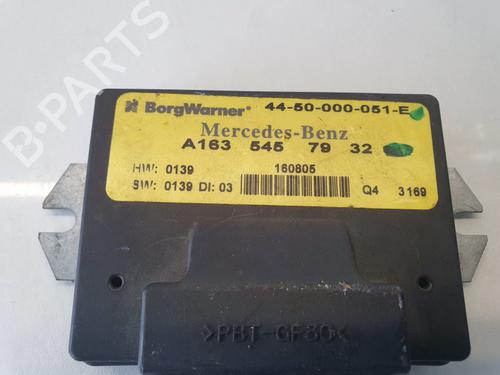 BorgWarner® 44-50-000-051-E
Mercedes-Benz
A163 545 79 32
HW: 0139 160805
SW: 0139 DI: 03 Q4 3169
>PBT-GF30<
B-PARTS